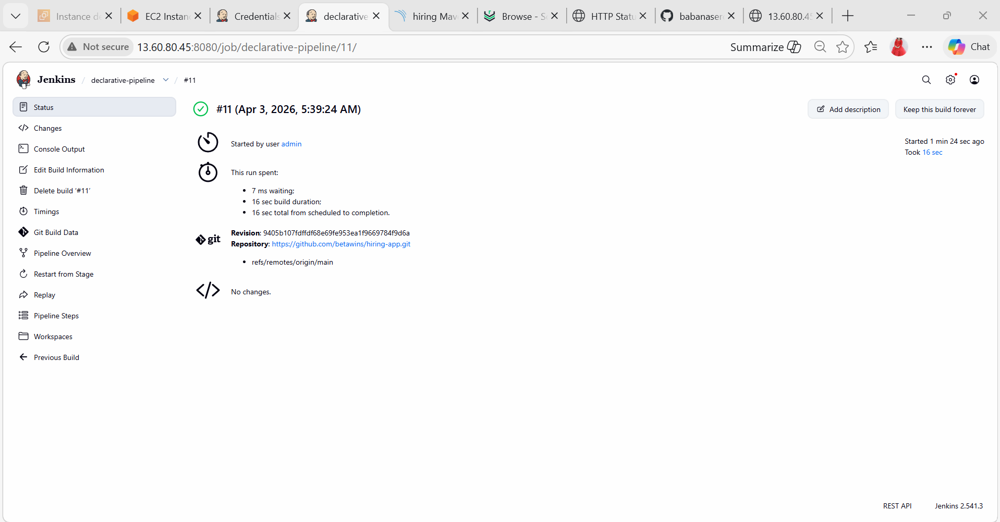 Instance de
EC2 Instanc
Credentials
declarative
hiring Mav
Browse - S
HTTP Statu
babanaser
13.60.80.45
Not secure
13.60.80.45:8080/job/declarative-pipeline/11/
Summarize
Chat
Jenkins / declarative-pipeline / #11
Status
Changes
Console Output
Edit Build Information
Delete build ‘#11’
Timings
Git Build Data
Pipeline Overview
Restart from Stage
Replay
Pipeline Steps
Workspaces
Previous Build
#11 (Apr 3, 2026, 5:39:24 AM)
Add description
Keep this build forever
Started by user admin
Started 1 min 24 sec ago
Took 16 sec
This run spent:
7 ms waiting;
16 sec build duration;
16 sec total from scheduled to completion.
git
Revision: 9405b107fdffdf68e69fe953ea1f9669784f9d6a
Repository: https://github.com/betawins/hiring-app.git
refs/remotes/origin/main
No changes.
REST API
Jenkins 2.541.3